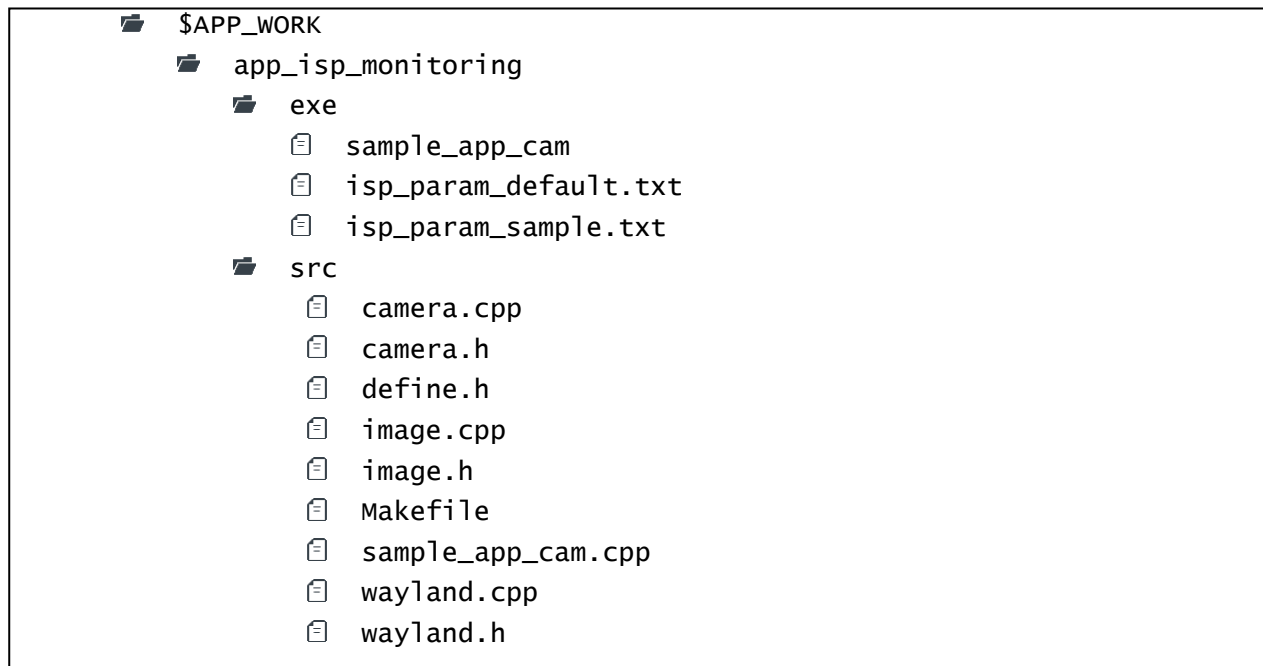 $APP_WORK
app_isp_monitoring
exe
sample_app_cam
isp_param_default.txt
isp_param_sample.txt
src
camera.cpp
camera.h
define.h
image.cpp
image.h
Makefile
sample_app_cam.cpp
wayland.cpp
wayland.h